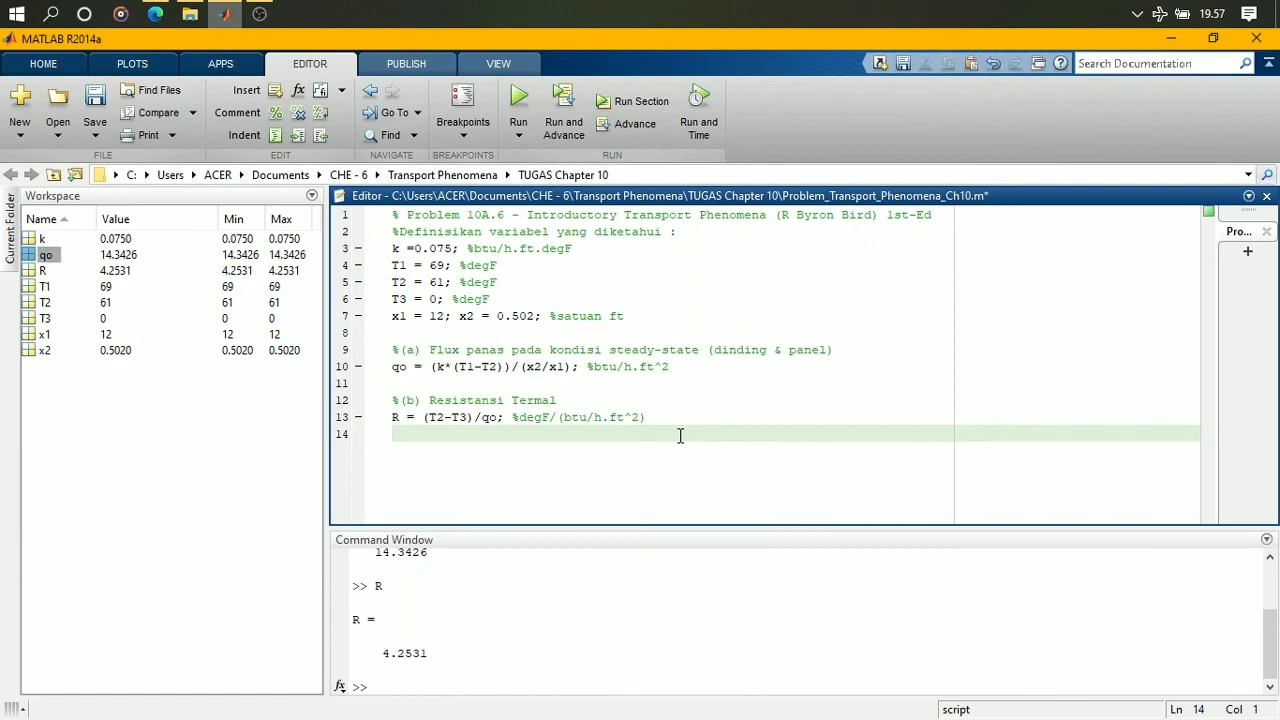 19.57
MATLAB R2014a
HOME PLOTS APPS EDITOR PUBLISH VIEW Search Documentation
New Open Save Find Files Compare Print Insert fx Comment Indent Go To Find Breakpoints Run Run and Advance Run Section Advance Run and Time
FILE EDIT NAVIGATE BREAKPOINTS RUN
C: Users ACER Documents CHE - 6 Transport Phenomena TUGAS Chapter 10
Current Folder
Workspace
Name Value Min Max
k 0.0750 0.0750 0.0750
qo 14.3426 14.3426 14.3426
R 4.2531 4.2531 4.2531
T1 69 69 69
T2 61 61 61
T3 0 0 0
x1 12 12 12
x2 0.5020 0.5020 0.5020
Editor - C:\Users\ACER\Documents\CHE - 6\Transport Phenomena\TUGAS Chapter 10\Problem_Transport_Phenomena_Ch10.m*
Pro...
1 % Problem 10A.6 - Introductory Transport Phenomena (R Byron Bird) 1st-Ed
2 %Definisikan variabel yang diketahui :
3 – k =0.075; %btu/h.ft.degF
4 – T1 = 69; %degF
5 – T2 = 61; %degF
6 – T3 = 0; %degF
7 – x1 = 12; x2 = 0.502; %satuan ft
8
9 %(a) Flux panas pada kondisi steady-state (dinding & panel)
10 – qo = (k*(T1-T2))/(x2/x1); %btu/h.ft^2
11
12 %(b) Resistansi Termal
13 – R = (T2-T3)/qo; %degF/(btu/h.ft^2)
14
Command Window
14.3426
>> R
R =
4.2531
fx >>
script Ln 14 Col 1